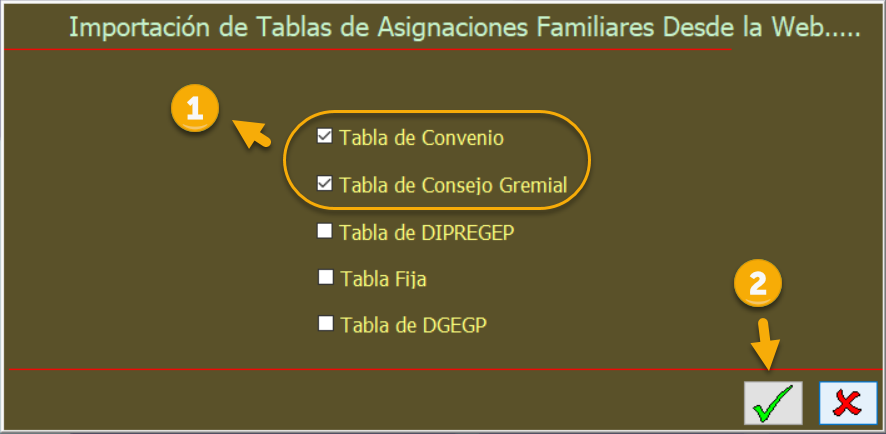 Importación de Tablas de Asignaciones Familiares Desde la Web.....
1
Tabla de Convenio
Tabla de Consejo Gremial
Tabla de DIPREGEP
Tabla Fija
2
Tabla de DGEGP